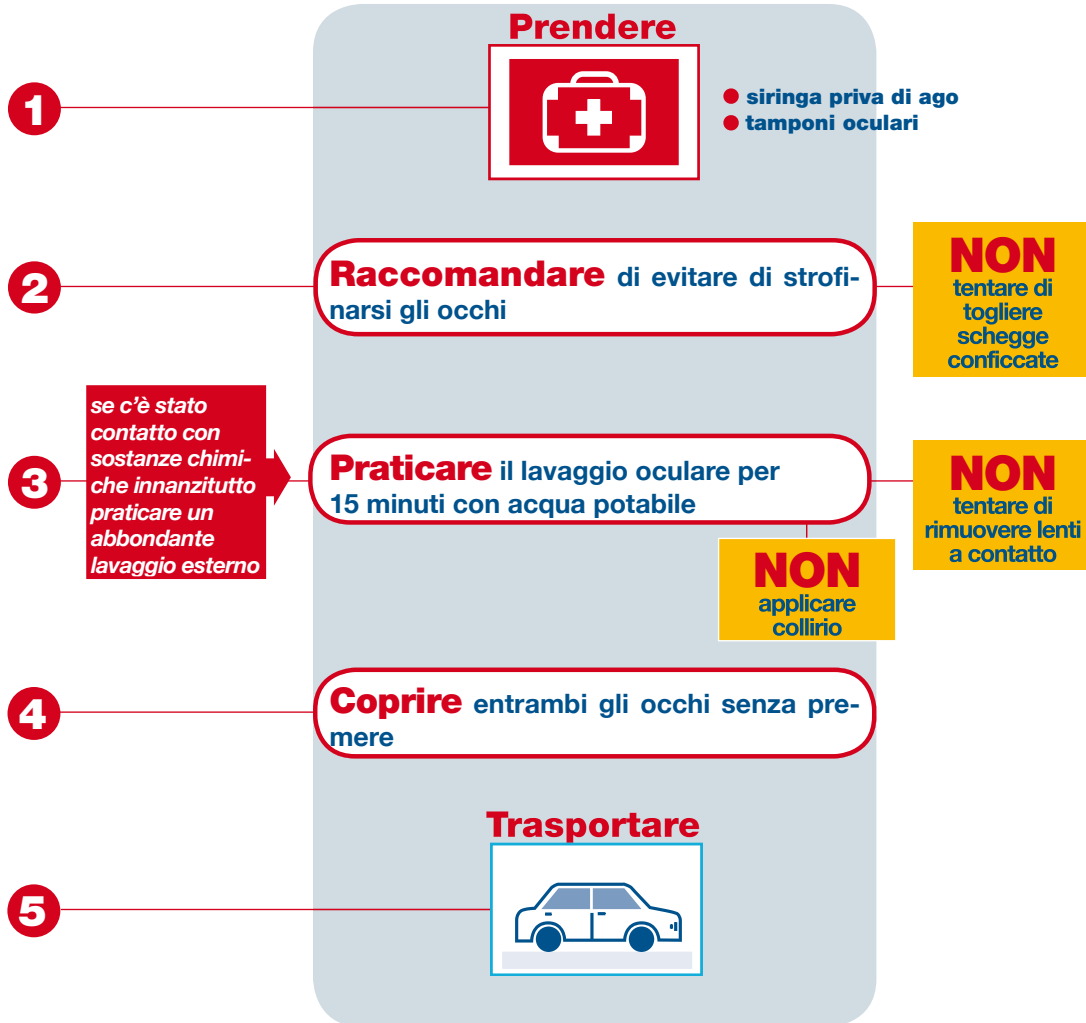 Prendere
1
● siringa priva di ago
● tamponi oculari
2
Raccomandare di evitare di strofi-
narsi gli occhi
NON
tentare di
togliere
schegge
conficcate
3
se c'è stato
contatto con
sostanze chimi-
che innanzitutto
praticare un
abbondante
lavaggio esterno
Praticare il lavaggio oculare per
15 minuti con acqua potabile
NON
tentare di
rimuovere lenti
a contatto
NON
applicare
collirio
4
Coprire entrambi gli occhi senza pre-
mere
Trasportare
5